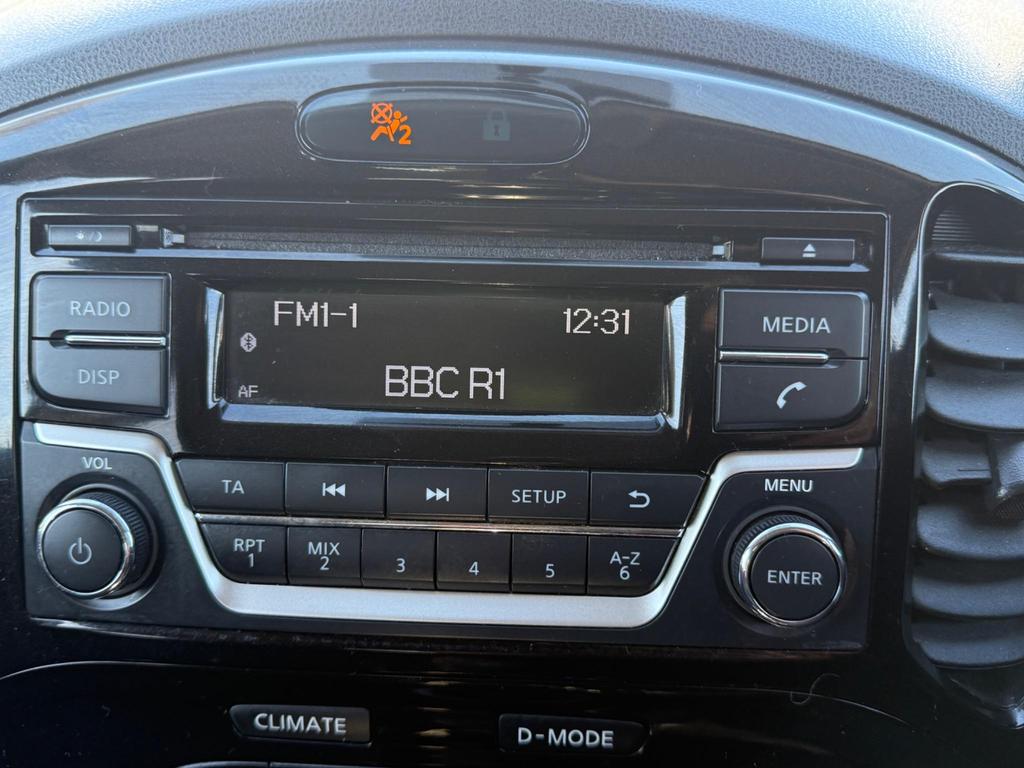 2
RADIO
DISP
FM1-1
12:31
BBC R1
AF
MEDIA
VOL
TA
SETUP
MENU
RPT
1
MIX
2
3
4
5
A-Z
6
ENTER
CLIMATE
D-MODE